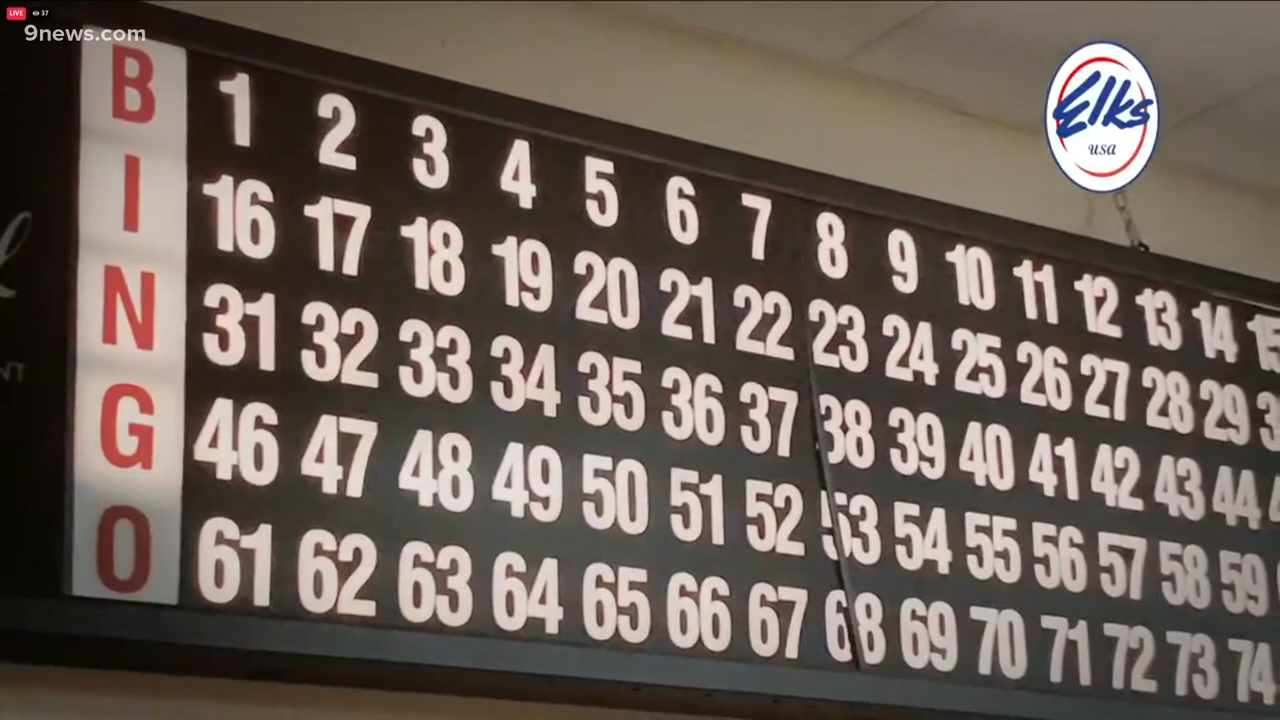 LIVE 37
9news.com
Elks
usa
B 1 2 3 4 5 6 7 8 9 10 11 12 13 14 15
I 16 17 18 19 20 21 22 23 24 25 26 27 28 29
N 31 32 33 34 35 36 37 38 39 40 41 42 43 44
G 46 47 48 49 50 51 52 53 54 55 56 57 58 59
O 61 62 63 64 65 66 67 68 69 70 71 72 73 74